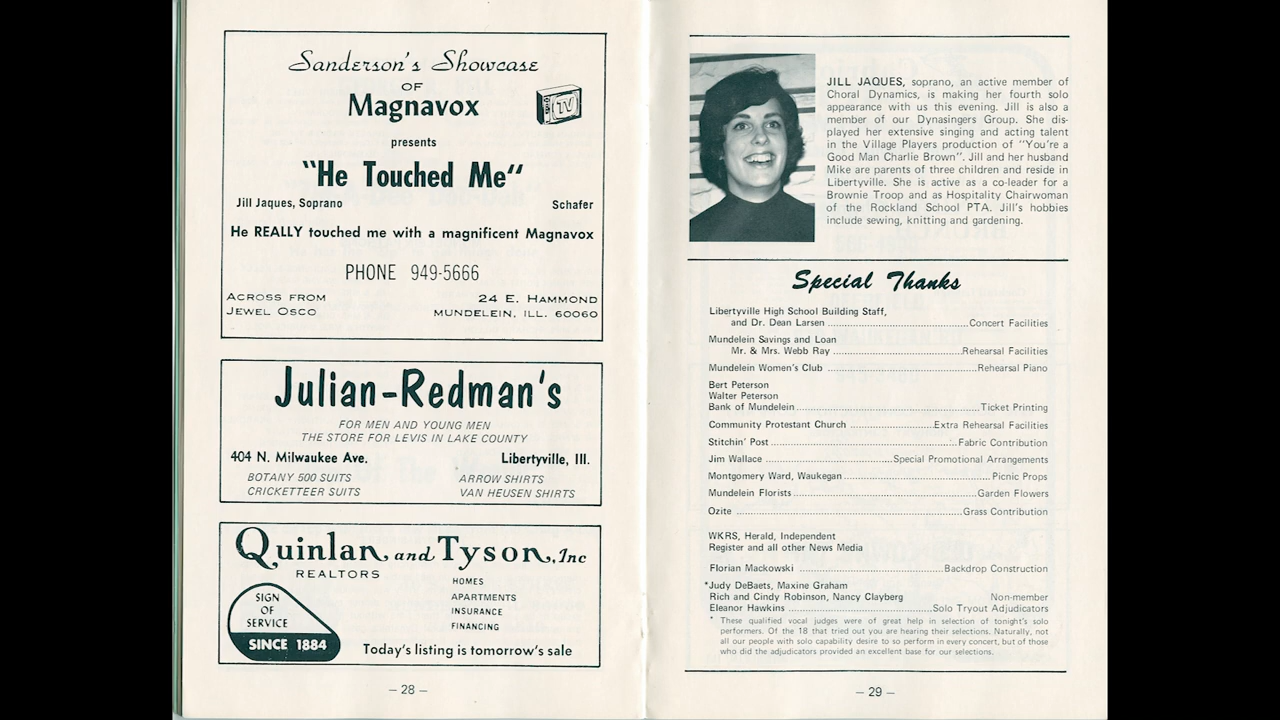 Sanderson's Showcase
OF
Magnavox
TV
presents
"He Touched Me"
Jill Jaques, Soprano Schafer
He REALLY touched me with a magnificent Magnavox
PHONE 949-5666
ACROSS FROM 24 E. HAMMOND
JEWEL OSCO MUNDELEIN, ILL. 60060
Julian-Redman's
FOR MEN AND YOUNG MEN
THE STORE FOR LEVIS IN LAKE COUNTY
404 N. Milwaukee Ave. Libertyville, Ill.
BOTANY 500 SUITS ARROW SHIRTS
CRICKETTEER SUITS VAN HEUSEN SHIRTS
Quinlan and Tyson, Inc
REALTORS
HOMES
APARTMENTS
INSURANCE
FINANCING
SIGN
OF
SERVICE
SINCE 1884
Today's listing is tomorrow's sale
– 28 –
JILL JAQUES, soprano, an active member of
Choral Dynamics, is making her fourth solo
appearance with us this evening. Jill is also a
member of our Dynasingers Group. She dis-
played her extensive singing and acting talent
in the Village Players production of "You're a
Good Man Charlie Brown". Jill and her husband
Mike are parents of three children and reside in
Libertyville. She is active as a co-leader for a
Brownie Troop and as Hospitality Chairwoman
of the Rockland School PTA. Jill's hobbies
include sewing, knitting and gardening.
Special Thanks
Libertyville High School Building Staff,
and Dr. Dean Larsen ........ Concert Facilities
Mundelein Savings and Loan
Mr. & Mrs. Webb Ray ........ Rehearsal Facilities
Mundelein Women's Club ........ Rehearsal Piano
Bert Peterson
Walter Peterson
Bank of Mundelein ........ Ticket Printing
Community Protestant Church ........ Extra Rehearsal Facilities
Stitchin' Post ........ Fabric Contribution
Jim Wallace ........ Special Promotional Arrangements
Montgomery Ward, Waukegan ........ Picnic Props
Mundelein Florists ........ Garden Flowers
Ozite ........ Grass Contribution
WKRS, Herald, Independent
Register and all other News Media
Florian Mackowski ........ Backdrop Construction
*Judy DeBaets, Maxine Graham
Rich and Cindy Robinson, Nancy Clayberg Non-member
Eleanor Hawkins ........ Solo Tryout Adjudicators
* These qualified vocal judges were of great help in selection of tonight's solo
performers. Of the 18 that tried out you are hearing their selections. Naturally, not
all our people with solo capability desire to so perform in every concert, but of those
who did the adjudicators provided an excellent base for our selections.
– 29 –